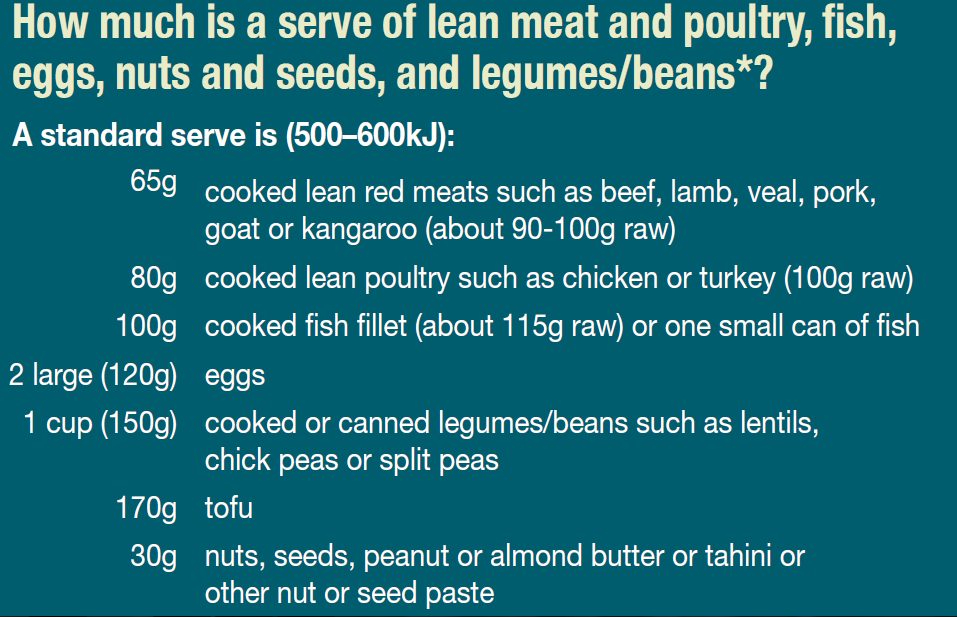 How much is a serve of lean meat and poultry, fish,
eggs, nuts and seeds, and legumes/beans*?
A standard serve is (500–600kJ):
65g cooked lean red meats such as beef, lamb, veal, pork,
goat or kangaroo (about 90-100g raw)
80g cooked lean poultry such as chicken or turkey (100g raw)
100g cooked fish fillet (about 115g raw) or one small can of fish
2 large (120g) eggs
1 cup (150g) cooked or canned legumes/beans such as lentils,
chick peas or split peas
170g tofu
30g nuts, seeds, peanut or almond butter or tahini or
other nut or seed paste